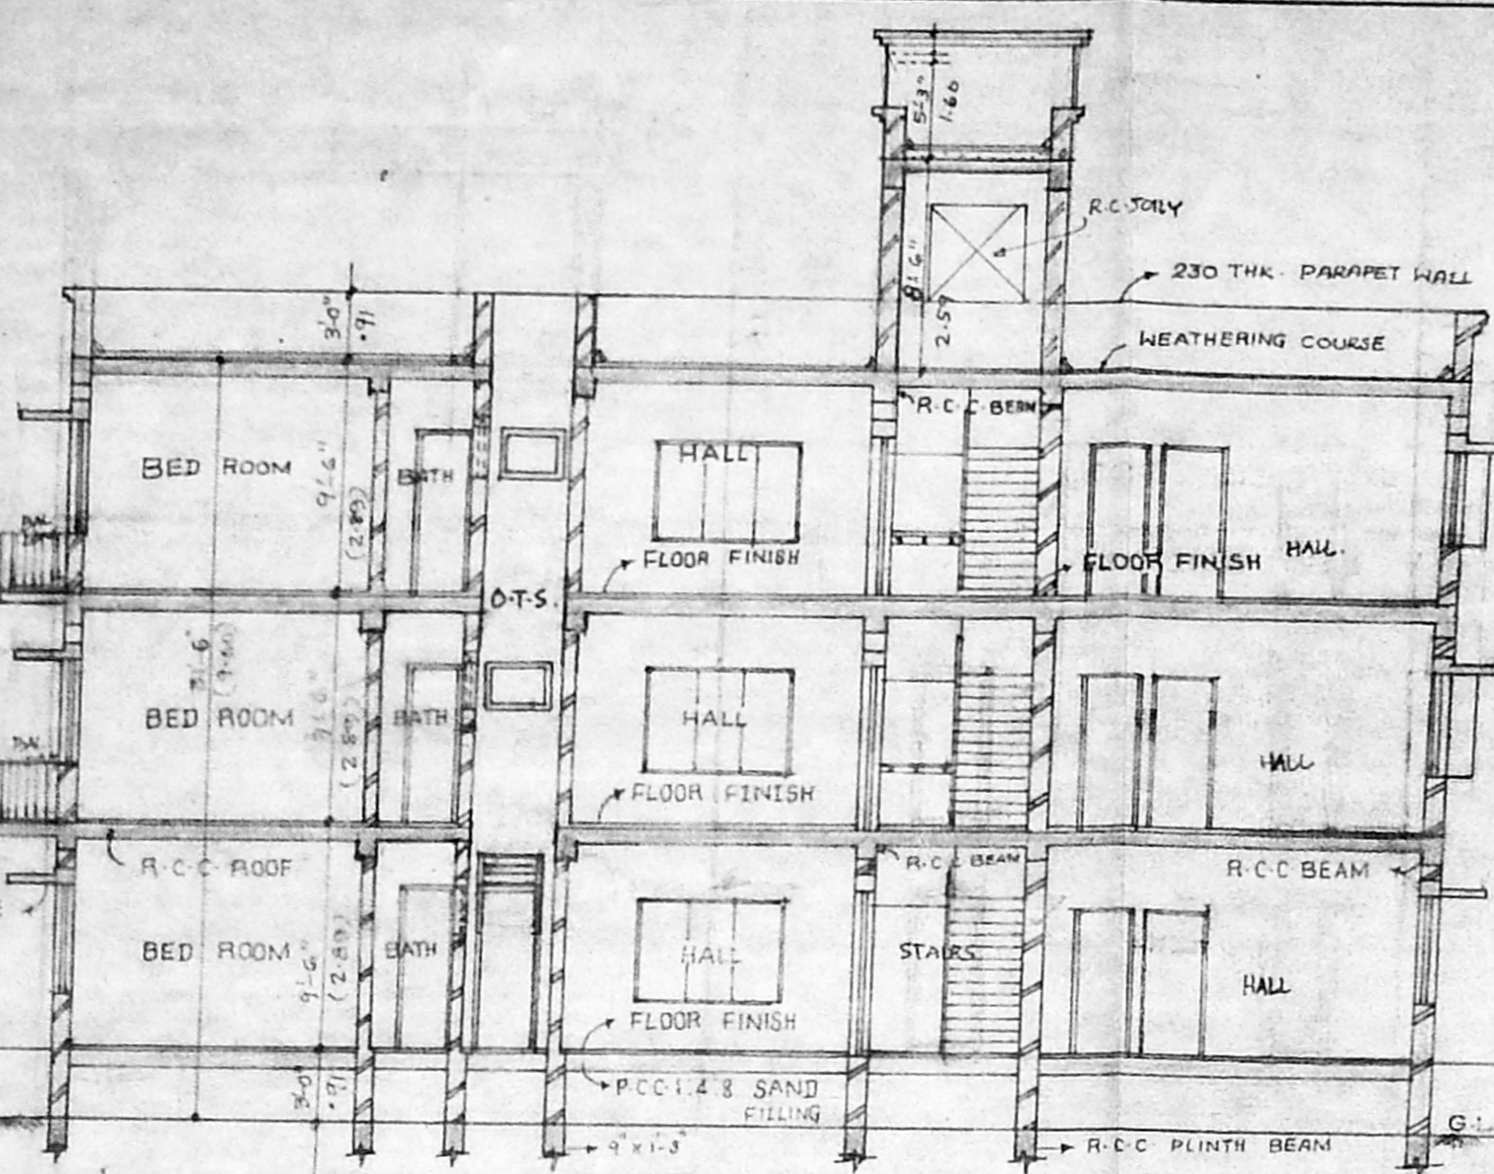 5'-3"
1.60
R.C. JOLLY
8'-6"
2.59
230 THK. PARAPET WALL
3'-0"
.91
WEATHERING COURSE
R.C.C. BEAM
BED ROOM
9'-6"
(2.89)
BATH
HALL
FLOOR FINISH
FLOOR FINISH
HALL.
O.T.S.
31'-6"
BED ROOM
9'-6"
(2.89)
BATH
HALL
FLOOR FINISH
HALL
R.C.C. ROOF
R.C.C BEAM
R.C.C BEAM
BED ROOM
9'-6"
(2.89)
BATH
HALL
STAIRS
HALL
FLOOR FINISH
3'-0"
.91
P.C.C. 1:4:8 SAND
FILLING
9" x 1'-3"
R.C.C. PLINTH BEAM
G.L